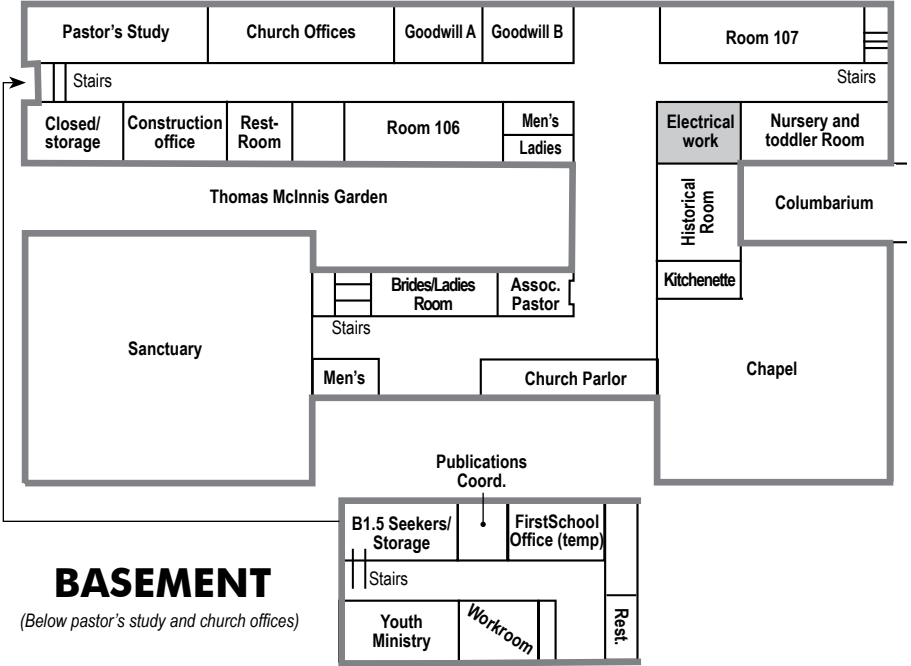 Pastor's Study
Church Offices
Goodwill A
Goodwill B
Room 107
Stairs
Stairs
Closed/
storage
Construction
office
Rest-
Room
Room 106
Men's
Ladies
Electrical
work
Nursery and
toddler Room
Thomas McInnis Garden
Historical
Room
Columbarium
Kitchenette
Brides/Ladies
Room
Assoc.
Pastor
Stairs
Sanctuary
Men's
Church Parlor
Chapel
Publications
Coord.
B1.5 Seekers/
Storage
FirstSchool
Office (temp)
Stairs
BASEMENT
(Below pastor's study and church offices)
Youth
Ministry
Workroom
Rest.